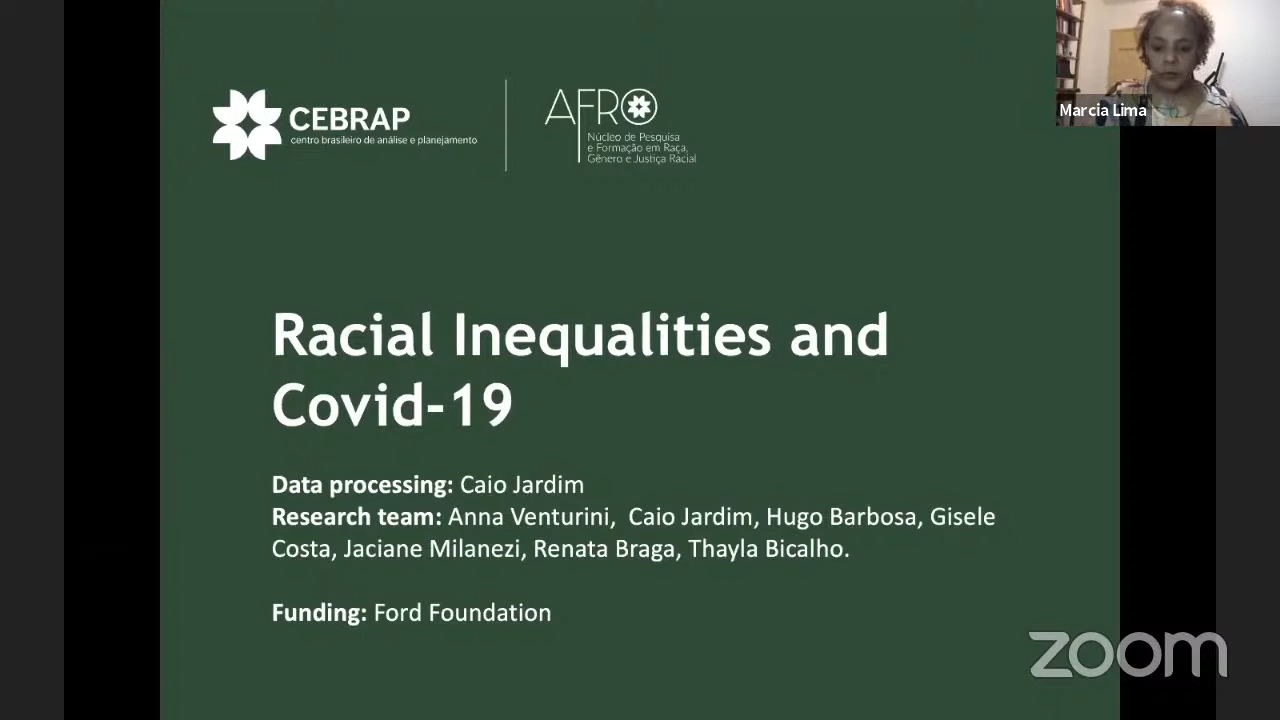 CEBRAP
centro brasileiro de análise e planejamento
AFRO
Núcleo de Pesquisa
e Formação em Raça,
Gênero e Justiça Racial
Marcia Lima
Racial Inequalities and
Covid-19
Data processing: Caio Jardim
Research team: Anna Venturini, Caio Jardim, Hugo Barbosa, Gisele
Costa, Jaciane Milanezi, Renata Braga, Thayla Bicalho.
Funding: Ford Foundation
zoom